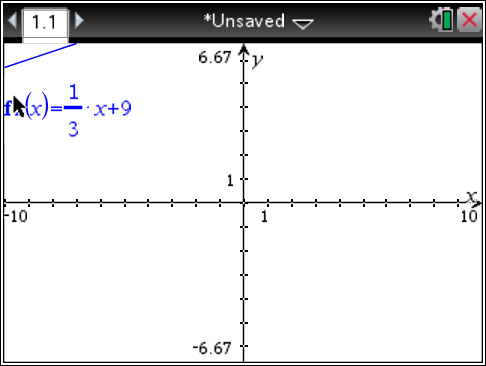 1.1 *Unsaved
6.67 y
f1(x)=1/3·x+9
1
x
-10 1 10
-6.67